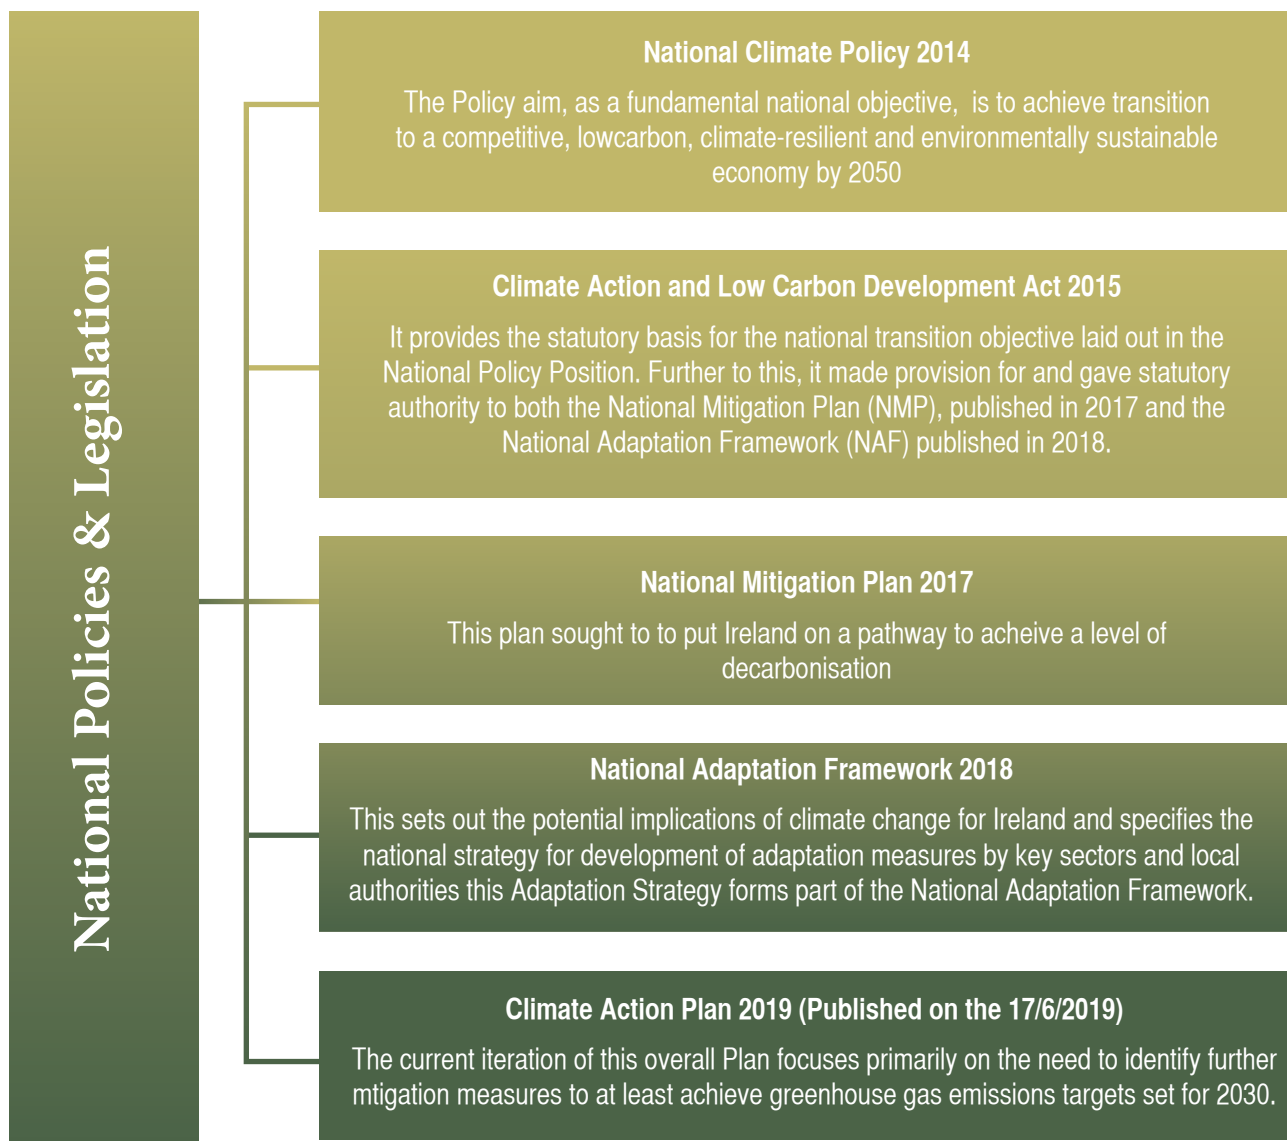 National Policies & Legislation
National Climate Policy 2014
The Policy aim, as a fundamental national objective,  is to achieve transition
to a competitive, lowcarbon, climate-resilient and environmentally sustainable
economy by 2050
Climate Action and Low Carbon Development Act 2015
It provides the statutory basis for the national transition objective laid out in the
National Policy Position. Further to this, it made provision for and gave statutory
authority to both the National Mitigation Plan (NMP), published in 2017 and the
National Adaptation Framework (NAF) published in 2018.
National Mitigation Plan 2017
This plan sought to to put Ireland on a pathway to acheive a level of
decarbonisation
National Adaptation Framework 2018
This sets out the potential implications of climate change for Ireland and specifies the
national strategy for development of adaptation measures by key sectors and local
authorities this Adaptation Strategy forms part of the National Adaptation Framework.
Climate Action Plan 2019 (Published on the 17/6/2019)
The current iteration of this overall Plan focuses primarily on the need to identify further
mtigation measures to at least achieve greenhouse gas emissions targets set for 2030.